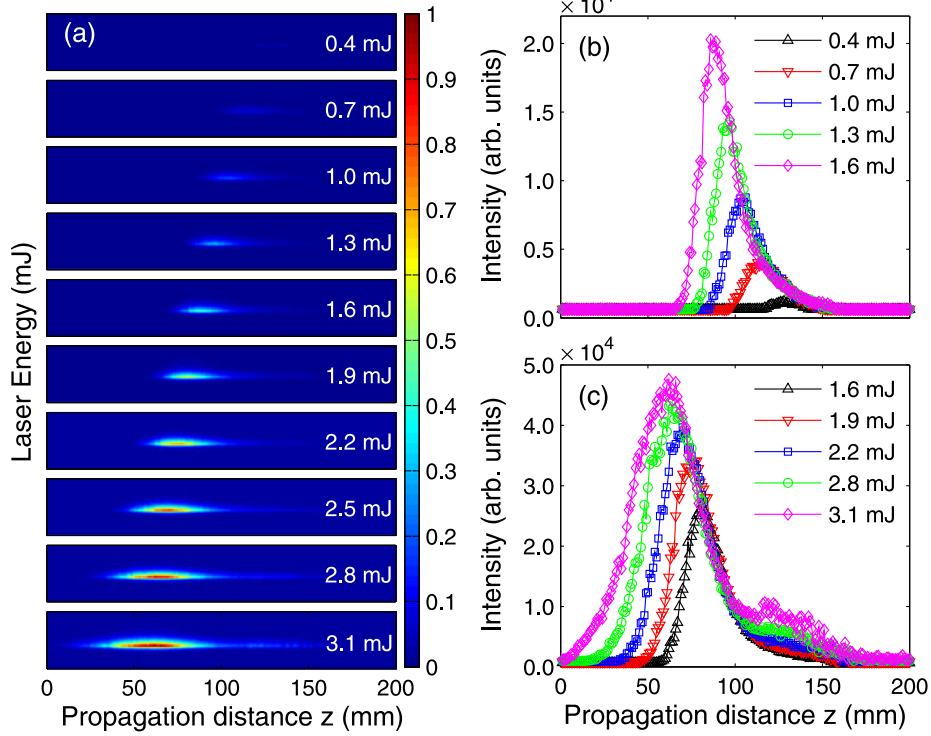 (a)
0.4 mJ
0.7 mJ
1.0 mJ
1.3 mJ
1.6 mJ
1.9 mJ
2.2 mJ
2.5 mJ
2.8 mJ
3.1 mJ
Laser Energy (mJ)
0 50 100 150 200
Propagation distance z (mm)
1
0.9
0.8
0.7
0.6
0.5
0.4
0.3
0.2
0.1
0
(b)
2.0
1.5
1.0
0.5
0.0
Intensity (arb. units)
0.4 mJ
0.7 mJ
1.0 mJ
1.3 mJ
1.6 mJ
0 50 100 150 200
× 10⁴
(c)
5.0
4.0
3.0
2.0
1.0
0.0
Intensity (arb. units)
1.6 mJ
1.9 mJ
2.2 mJ
2.8 mJ
3.1 mJ
0 50 100 150 200
Propagation distance z (mm)